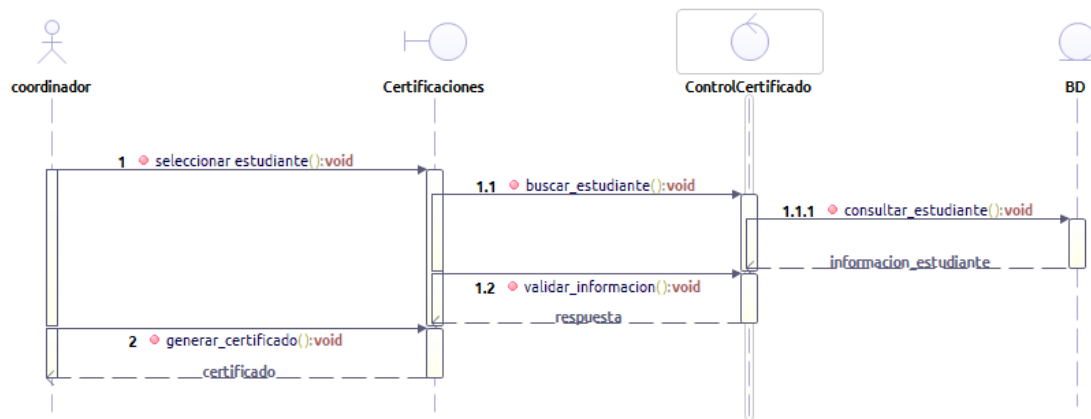 coordinador
Certificaciones
ControlCertificado
BD
1 seleccionar estudiante():void
1.1 buscar_estudiante():void
1.1.1 consultar_estudiante():void
informacion_estudiante
1.2 validar_informacion():void
respuesta
2 generar_certificado():void
certificado